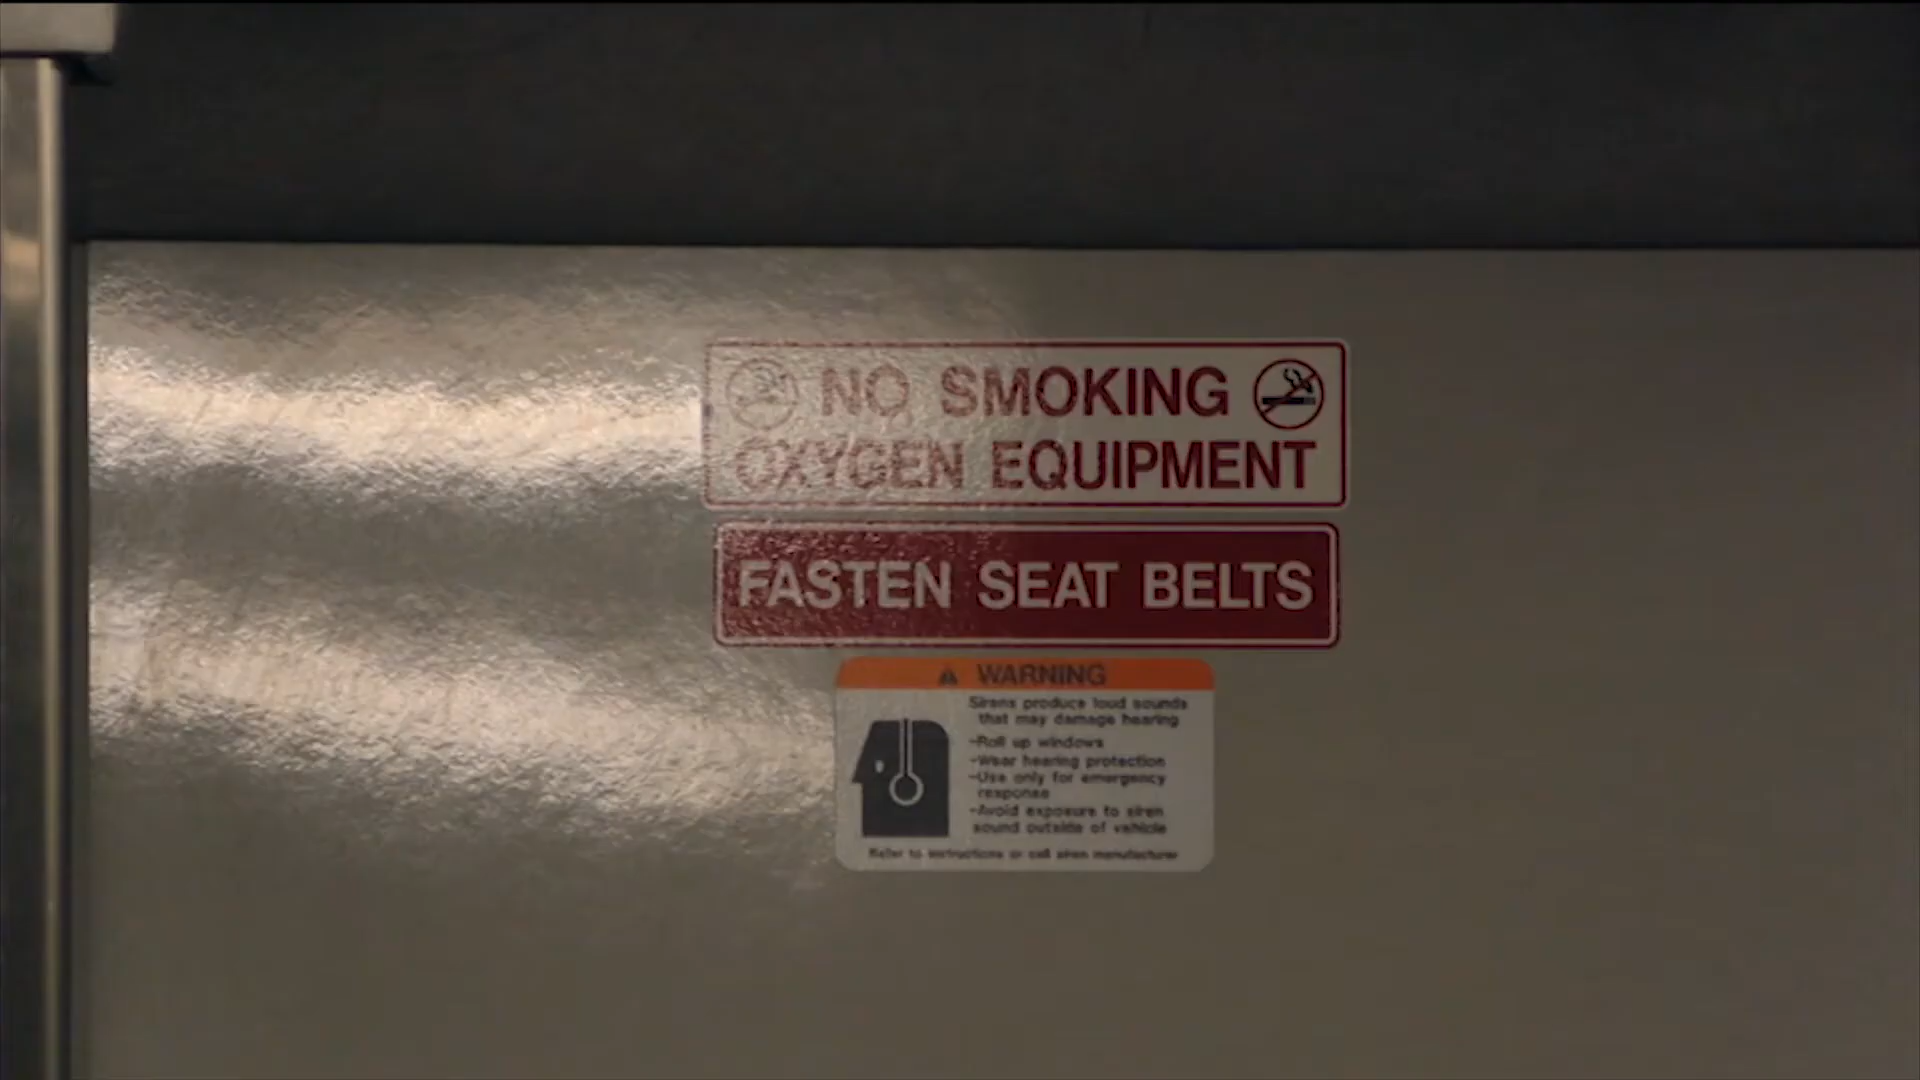 NO SMOKING
OXYGEN EQUIPMENT
FASTEN SEAT BELTS
WARNING
Sirens produce loud sounds
that may damage hearing
-Roll up windows
-Wear hearing protection
-Use only for emergency
response
-Avoid exposure to siren
sound outside of vehicle
Refer to instructions or call siren manufacturer